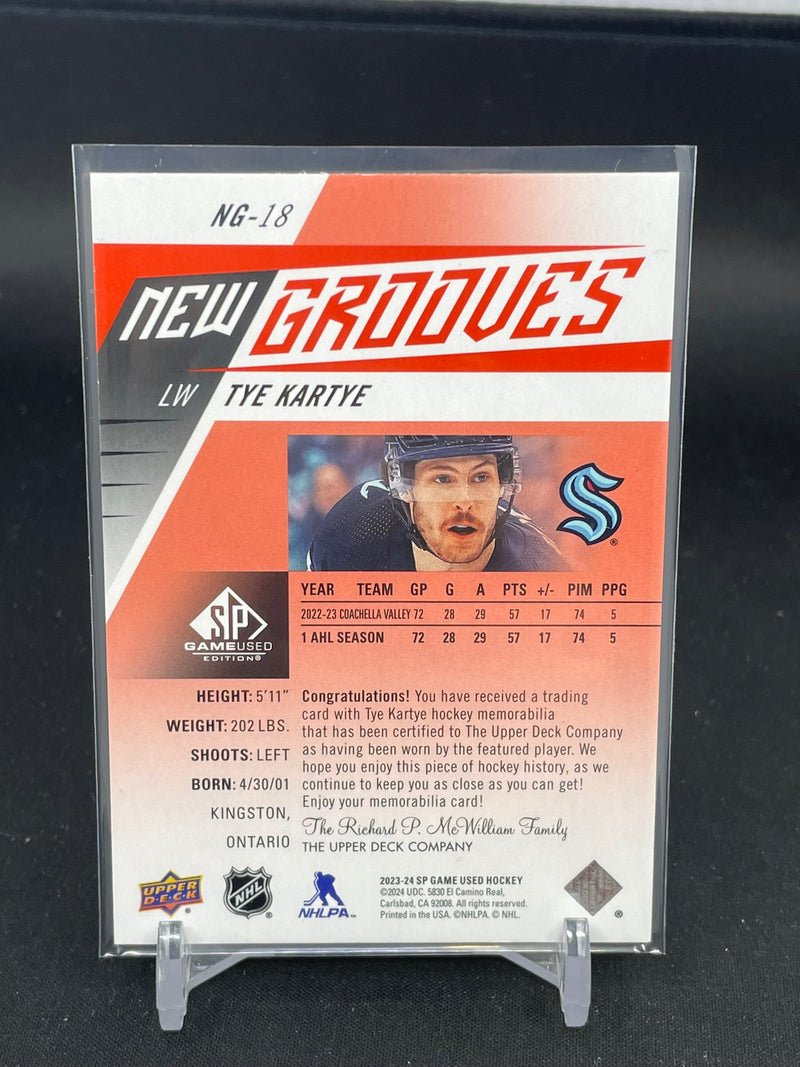 NG-18
NEW GROOVES
LW TYE KARTYE
S ®
YEAR TEAM GP G A PTS +/- PIM PPG
2022-23 COACHELLA VALLEY 72 28 29 57 17 74 5
1 AHL SEASON 72 28 29 57 17 74 5
SP
GAMEUSED
EDITION®
HEIGHT: 5'11"
WEIGHT: 202 LBS.
SHOOTS: LEFT
BORN: 4/30/01
KINGSTON,
ONTARIO
Congratulations! You have received a trading
card with Tye Kartye hockey memorabilia
that has been certified to The Upper Deck Company
as having been worn by the featured player. We
hope you enjoy this piece of hockey history, as we
continue to keep you as close as you can get!
Enjoy your memorabilia card!
The Richard P. McWilliam Family
THE UPPER DECK COMPANY
UPPER
D·E·C·K ®
NHL ®
NHLPA™
2023-24 SP GAME USED HOCKEY
©2024 UDC. 5830 El Camino Real,
Carlsbad, CA 92008. All rights reserved.
Printed in the USA. ©NHLPA. © NHL.
®